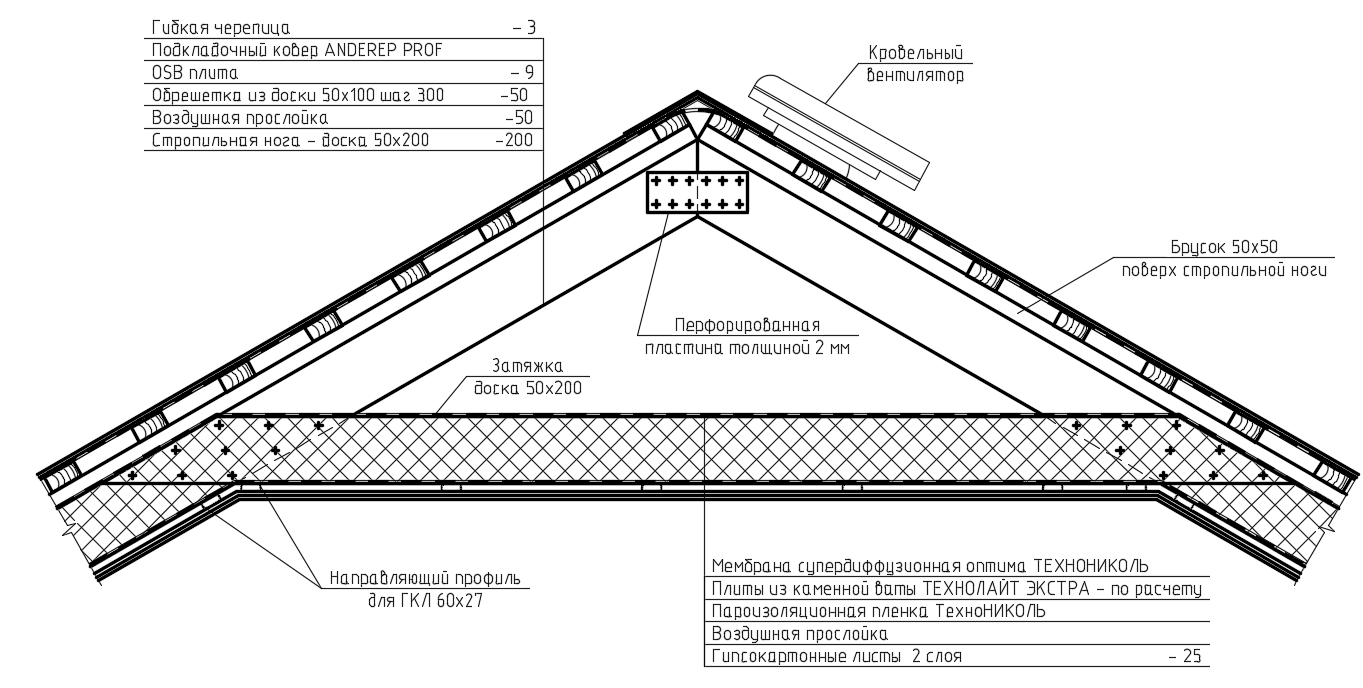 Гибкая черепица – 3
Подкладочный ковер ANDEREP PROF
OSB плита – 9
Обрешетка из доски 50х100 шаг 300 –50
Воздушная прослойка –50
Стропильная нога – доска 50х200 –200
Кровельный
вентилятор
Брусок 50х50
поверх стропильной ноги
Перфорированная
пластина толщиной 2 мм
Затяжка
доска 50х200
Направляющий профиль
для ГКЛ 60х27
Мембрана супердиффузионная оптима ТЕХНОНИКОЛЬ
Плиты из каменной ваты ТЕХНОЛАЙТ ЭКСТРА – по расчету
Пароизоляционная пленка ТехноНИКОЛЬ
Воздушная прослойка
Гипсокартонные листы 2 слоя – 25